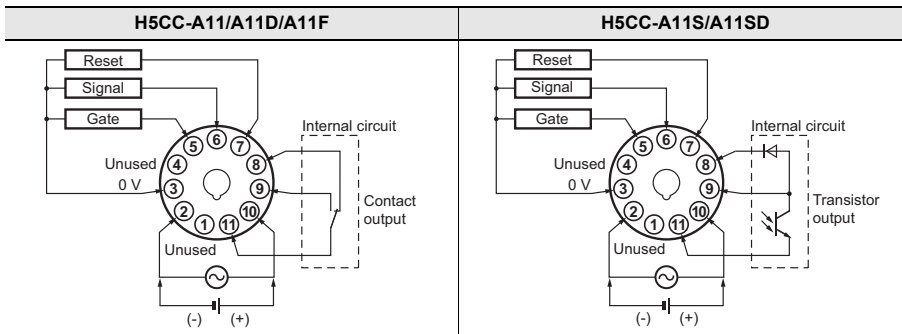 H5CC-A11/A11D/A11F
Reset
Signal
Gate
Internal circuit
Unused
0 V
Contact
output
Unused
1
2
3
4
5
6
7
8
9
10
11
(-) (+)
H5CC-A11S/A11SD
Reset
Signal
Gate
Internal circuit
Unused
0 V
Transistor
output
Unused
1
2
3
4
5
6
7
8
9
10
11
(-) (+)